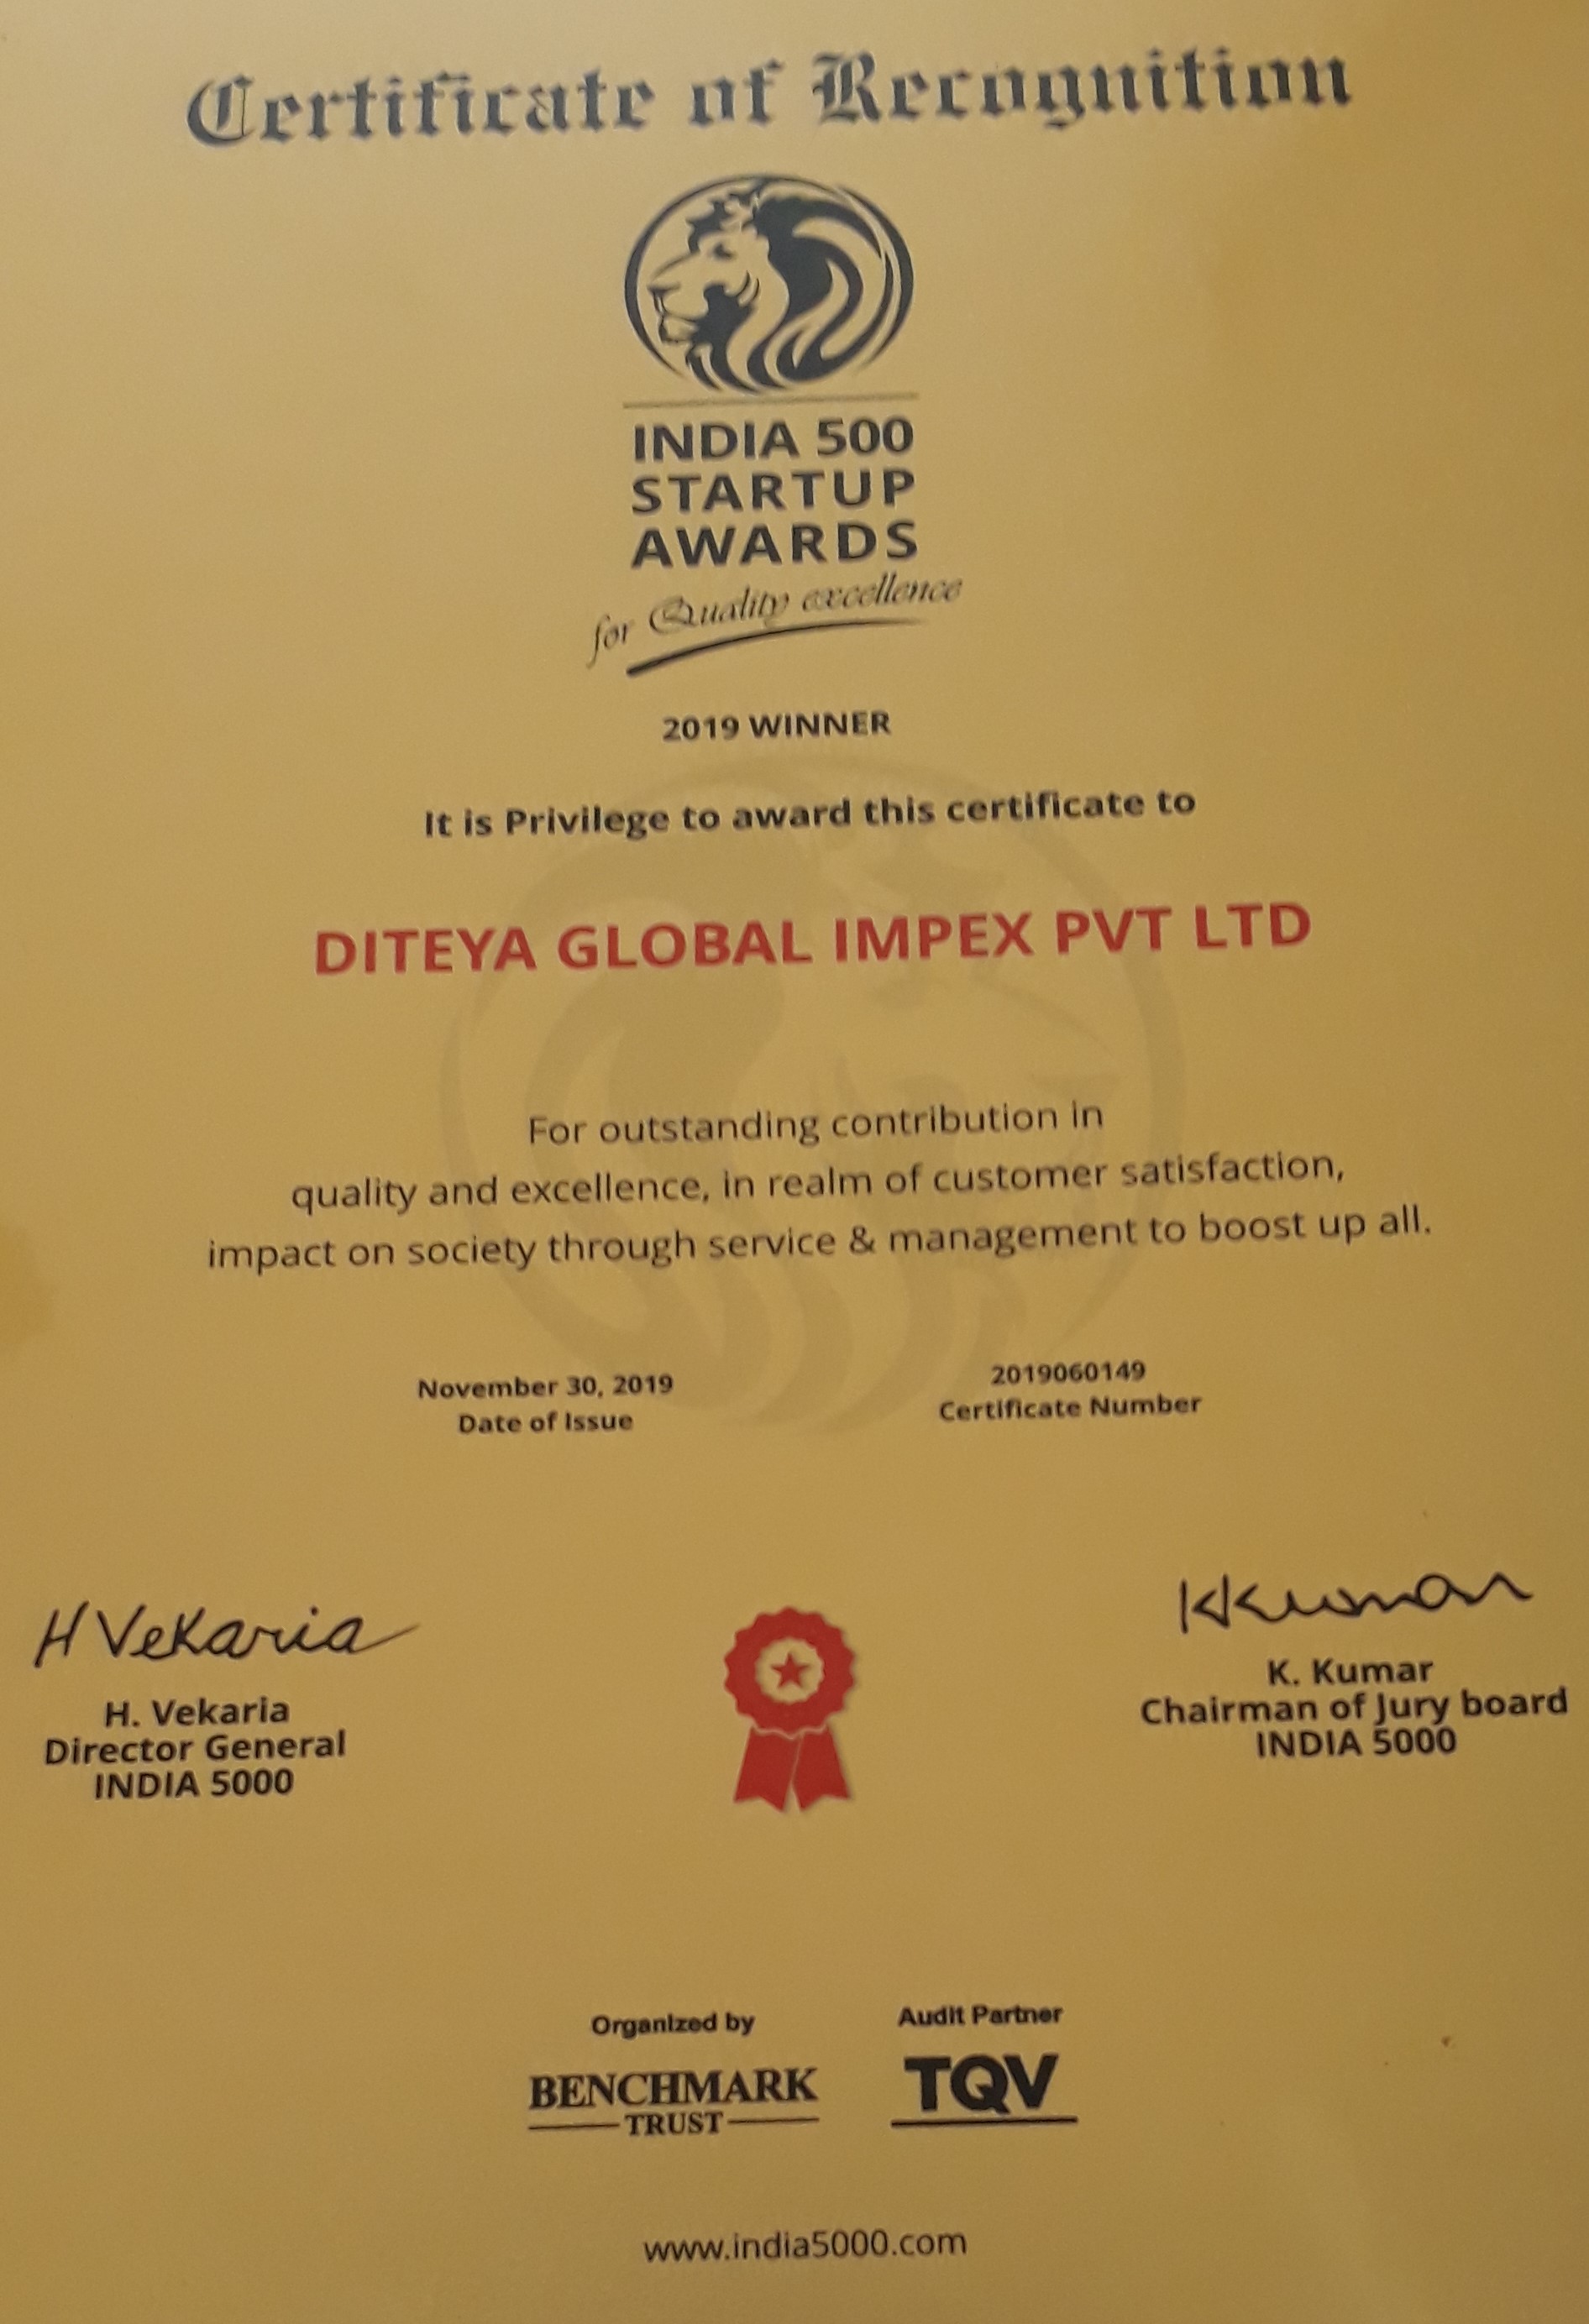 Certificate of Recognition
INDIA 500
STARTUP
AWARDS
for Quality excellence
2019 WINNER
It is Privilege to award this certificate to
DITEYA GLOBAL IMPEX PVT LTD
For outstanding contribution in
quality and excellence, in realm of customer satisfaction,
impact on society through service & management to boost up all.
November 30, 2019
Date of Issue
2019060149
Certificate Number
H Vekaria
H. Vekaria
Director General
INDIA 5000
KKumar
K. Kumar
Chairman of Jury board
INDIA 5000
Organized by
BENCHMARK
TRUST
Audit Partner
TQV
www.india5000.com